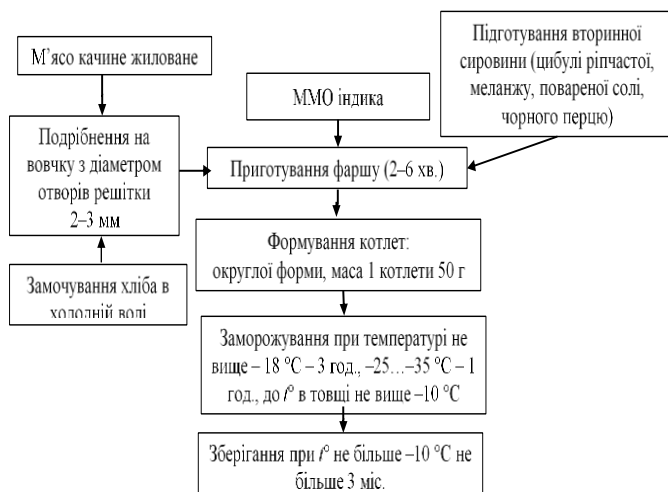 М’ясо качине жиловане
Подрібнення на
вовчку з діаметром
отворів решітки
2–3 мм
Замочування хліба в
холодній воді
ММО індика
Підготування вторинної
сировини (цибулі ріпчастої,
меланжу, повареної солі,
чорного перцю)
Приготування фаршу (2–6 хв.)
Формування котлет:
округлої форми, маса 1 котлети 50 г
Заморожування при температурі не
вище – 18 °С – 3 год., –25…–35 °С – 1
год., до t° в товщі не вище –10 °С
Зберігання при t° не більше –10 °С не
більше 3 міс.